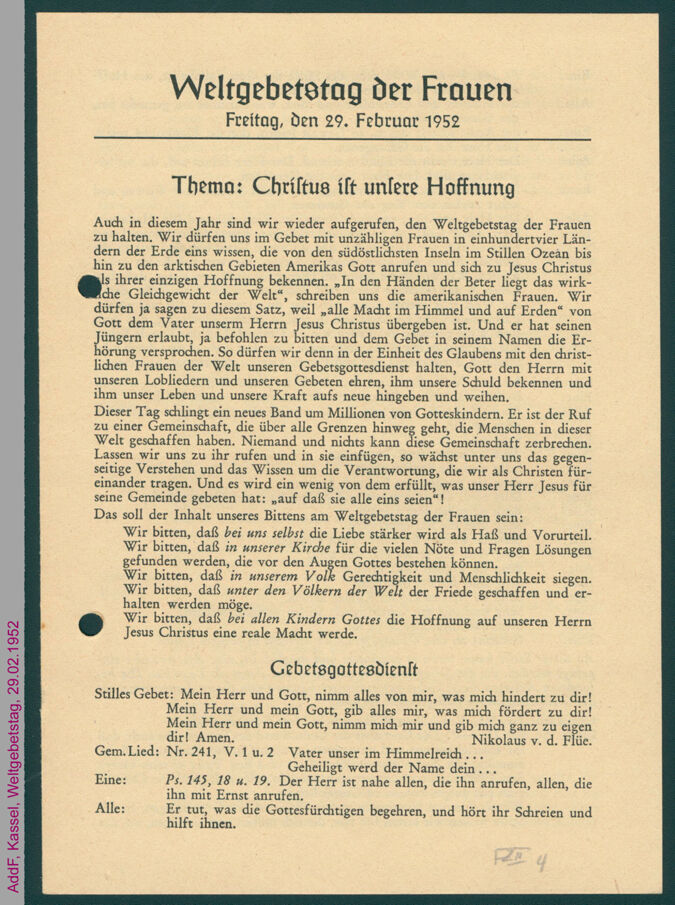 Weltgebetstag der Frauen
Freitag, den 29. Februar 1952
Thema: Christus ist unsere Hoffnung
Auch in diesem Jahr sind wir wieder aufgerufen, den Weltgebetstag der Frauen
zu halten. Wir dürfen uns im Gebet mit unzähligen Frauen in einhundertvier Län-
dern der Erde eins wissen, die von den südöstlichsten Inseln im Stillen Ozean bis
hin zu den arktischen Gebieten Amerikas Gott anrufen und sich zu Jesus Christus
als ihrer einzigen Hoffnung bekennen. „In den Händen der Beter liegt das wirk-
liche Gleichgewicht der Welt“, schreiben uns die amerikanischen Frauen. Wir
dürfen ja sagen zu diesem Satz, weil „alle Macht im Himmel und auf Erden“ von
Gott dem Vater unserm Herrn Jesus Christus übergeben ist. Und er hat seinen
Jüngern erlaubt, ja befohlen zu bitten und dem Gebet in seinem Namen die Er-
hörung versprochen. So dürfen wir denn in der Einheit des Glaubens mit den christ-
lichen Frauen der Welt unseren Gebetsgottesdienst halten, Gott den Herrn mit
unseren Lobliedern und unseren Gebeten ehren, ihm unsere Schuld bekennen und
ihm unser Leben und unsere Kraft aufs neue hingeben und weihen.
Dieser Tag schlingt ein neues Band um Millionen von Gotteskindern. Er ist der Ruf
zu einer Gemeinschaft, die über alle Grenzen hinweg geht, die Menschen in dieser
Welt geschaffen haben. Niemand und nichts kann diese Gemeinschaft zerbrechen.
Lassen wir uns zu ihr rufen und in sie einfügen, so wächst unter uns das gegen-
seitige Verstehen und das Wissen um die Verantwortung, die wir als Christen für-
einander tragen. Und es wird ein wenig von dem erfüllt, was unser Herr Jesus für
seine Gemeinde gebeten hat: „auf daß sie alle eins seien“!
Das soll der Inhalt unseres Bittens am Weltgebetstag der Frauen sein:
Wir bitten, daß bei uns selbst die Liebe stärker wird als Haß und Vorurteil.
Wir bitten, daß in unserer Kirche für die vielen Nöte und Fragen Lösungen
gefunden werden, die vor den Augen Gottes bestehen können.
Wir bitten, daß in unserem Volk Gerechtigkeit und Menschlichkeit siegen.
Wir bitten, daß unter den Völkern der Welt der Friede geschaffen und er-
halten werden möge.
Wir bitten, daß bei allen Kindern Gottes die Hoffnung auf unseren Herrn
Jesus Christus eine reale Macht werde.
Gebetsgottesdienst
Stilles Gebet: Mein Herr und Gott, nimm alles von mir, was mich hindert zu dir!
Mein Herr und mein Gott, gib alles mir, was mich fördert zu dir!
Mein Herr und mein Gott, nimm mich mir und gib mich ganz zu eigen
dir! Amen. Nikolaus v. d. Flüe.
Gem. Lied: Nr. 241, V. 1 u. 2 Vater unser im Himmelreich . . .
Geheiligt werd der Name dein . . .
Eine: Ps. 145, 18 u. 19. Der Herr ist nahe allen, die ihn anrufen, allen, die
ihn mit Ernst anrufen.
Alle: Er tut, was die Gottesfürchtigen begehren, und hört ihr Schreien und
hilft ihnen.
4
AddF, Kassel, Weltgebetstag, 29.02.1952